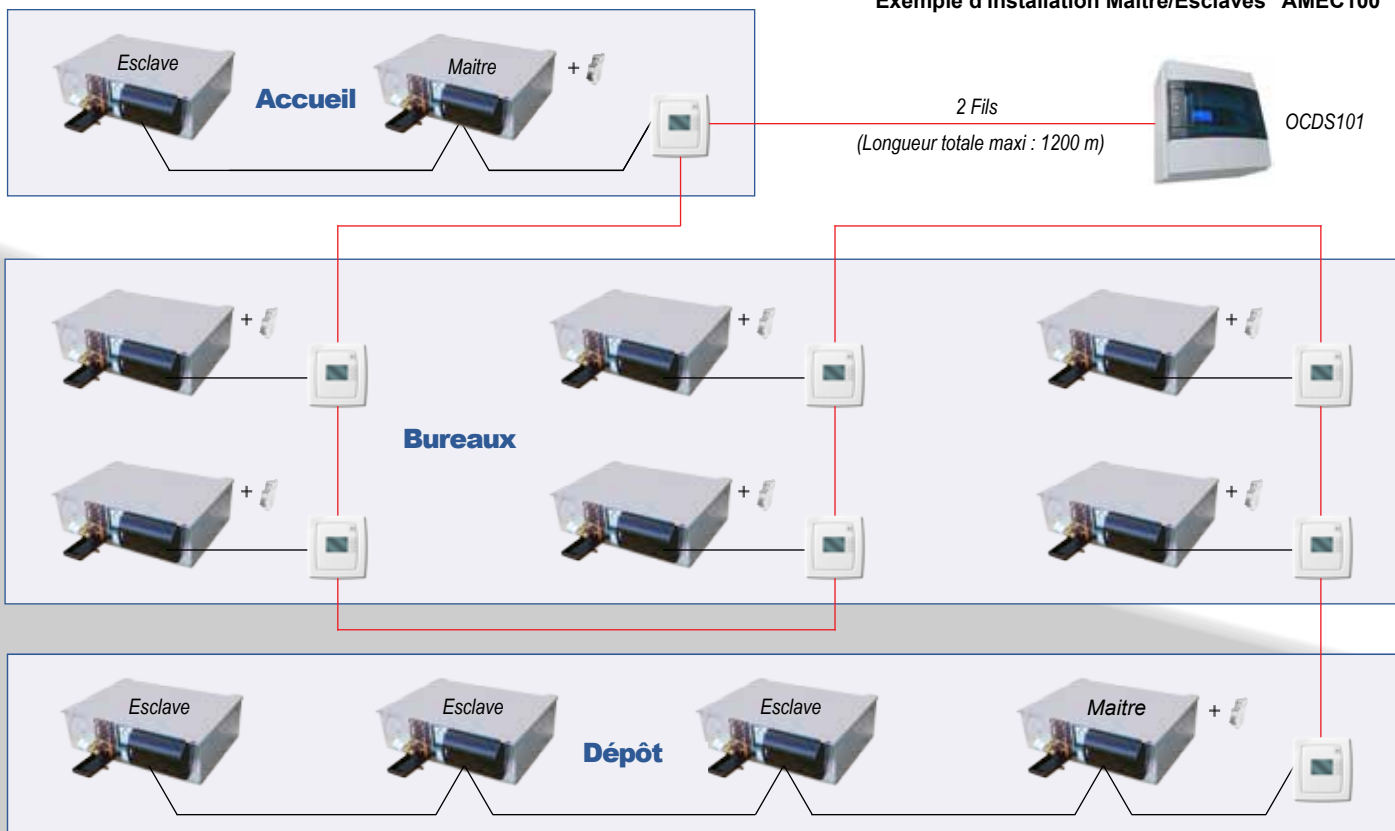 Exemple d'installation Maître/Esclaves  AMEC100
Esclave
Maitre
+
Accueil
2 Fils
(Longueur totale maxi : 1200 m)
OCDS101
+
+
+
Bureaux
+
+
+
Esclave
Esclave
Esclave
Maitre
+
Dépôt